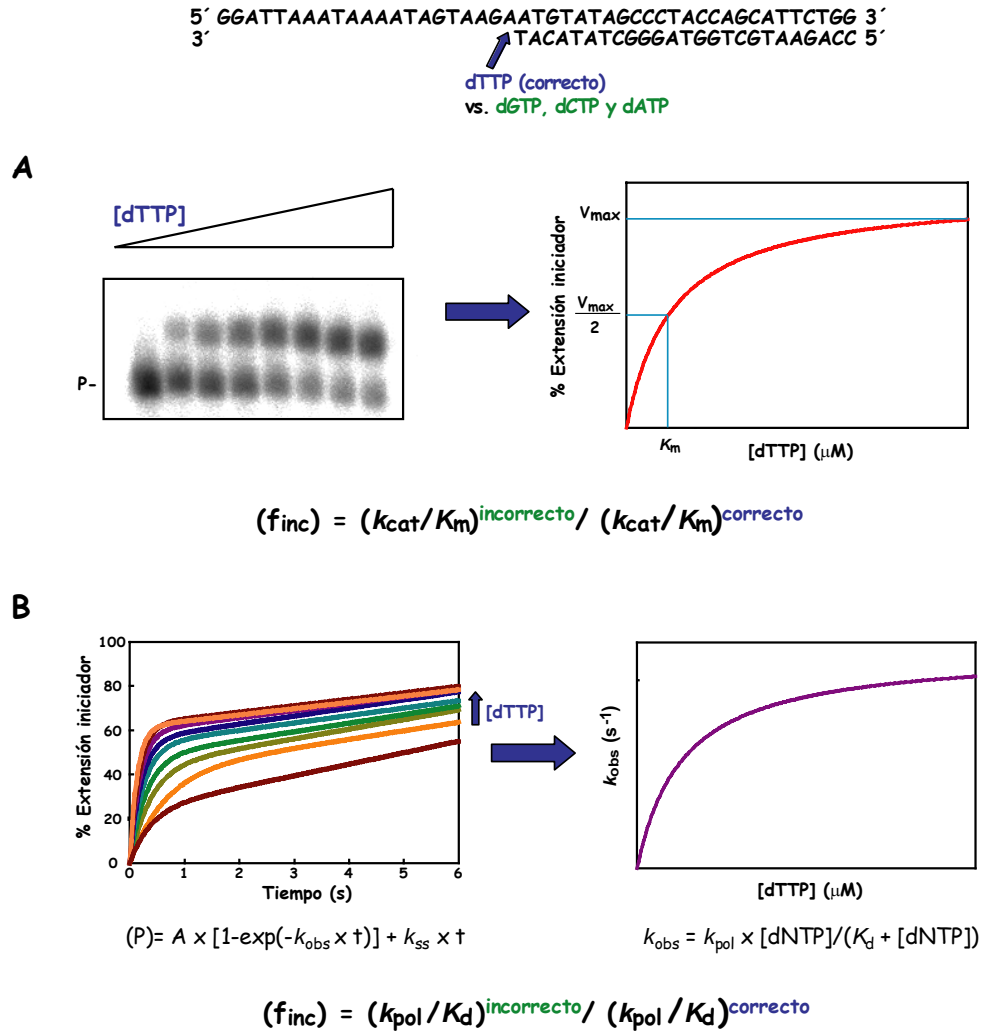 5´ GGATTAAATAAAATAGTAAGAATGTATAGCCCTACCAGCATTCTGG 3´
3´ TACATATCGGGATGGTCGTAAGACC 5´
dTTP (correcto)
vs. dGTP, dCTP y dATP
A
[dTTP]
P-
% Extensión iniciador
Vmax
Vmax
2
Km
[dTTP] (μM)
(finc) = (kcat/Km)incorrecto/ (kcat/Km)correcto
B
% Extensión iniciador
100
80
60
40
20
0
0 1 2 3 4 5 6
Tiempo (s)
[dTTP]
kobs (s-1)
[dTTP] (μM)
(P)= A x [1-exp(-kobs x t)] + kss x t
kobs = kpol x [dNTP]/(Kd + [dNTP])
(finc) = (kpol/Kd)incorrecto/ (kpol/Kd)correcto